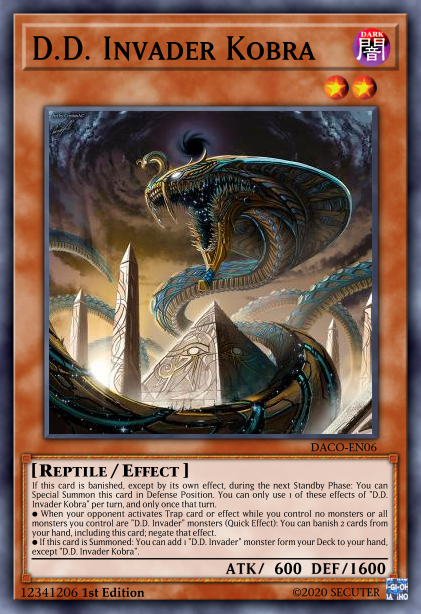 D.D. Invader Kobra
DARK
闇
DACO-EN06
[ Reptile / Effect ]
If this card is banished, except by its own effect, during the next Standby Phase: You can
Special Summon this card in Defense Position. You can only use 1 of these effects of "D.D.
Invader Kobra" per turn, and only once that turn.
● When your opponent activates Trap card or effect while you control no monsters or all
monsters you control are "D.D. Invader" monsters (Quick Effect): You can banish 2 cards from
your hand, including this card; negate that effect.
● If this card is Summoned: You can add 1 "D.D. Invader" monster form your Deck to your hand,
except "D.D. Invader Kobra".
ATK/ 600 DEF/1600
12341206 1st Edition
©2020 SECUTER